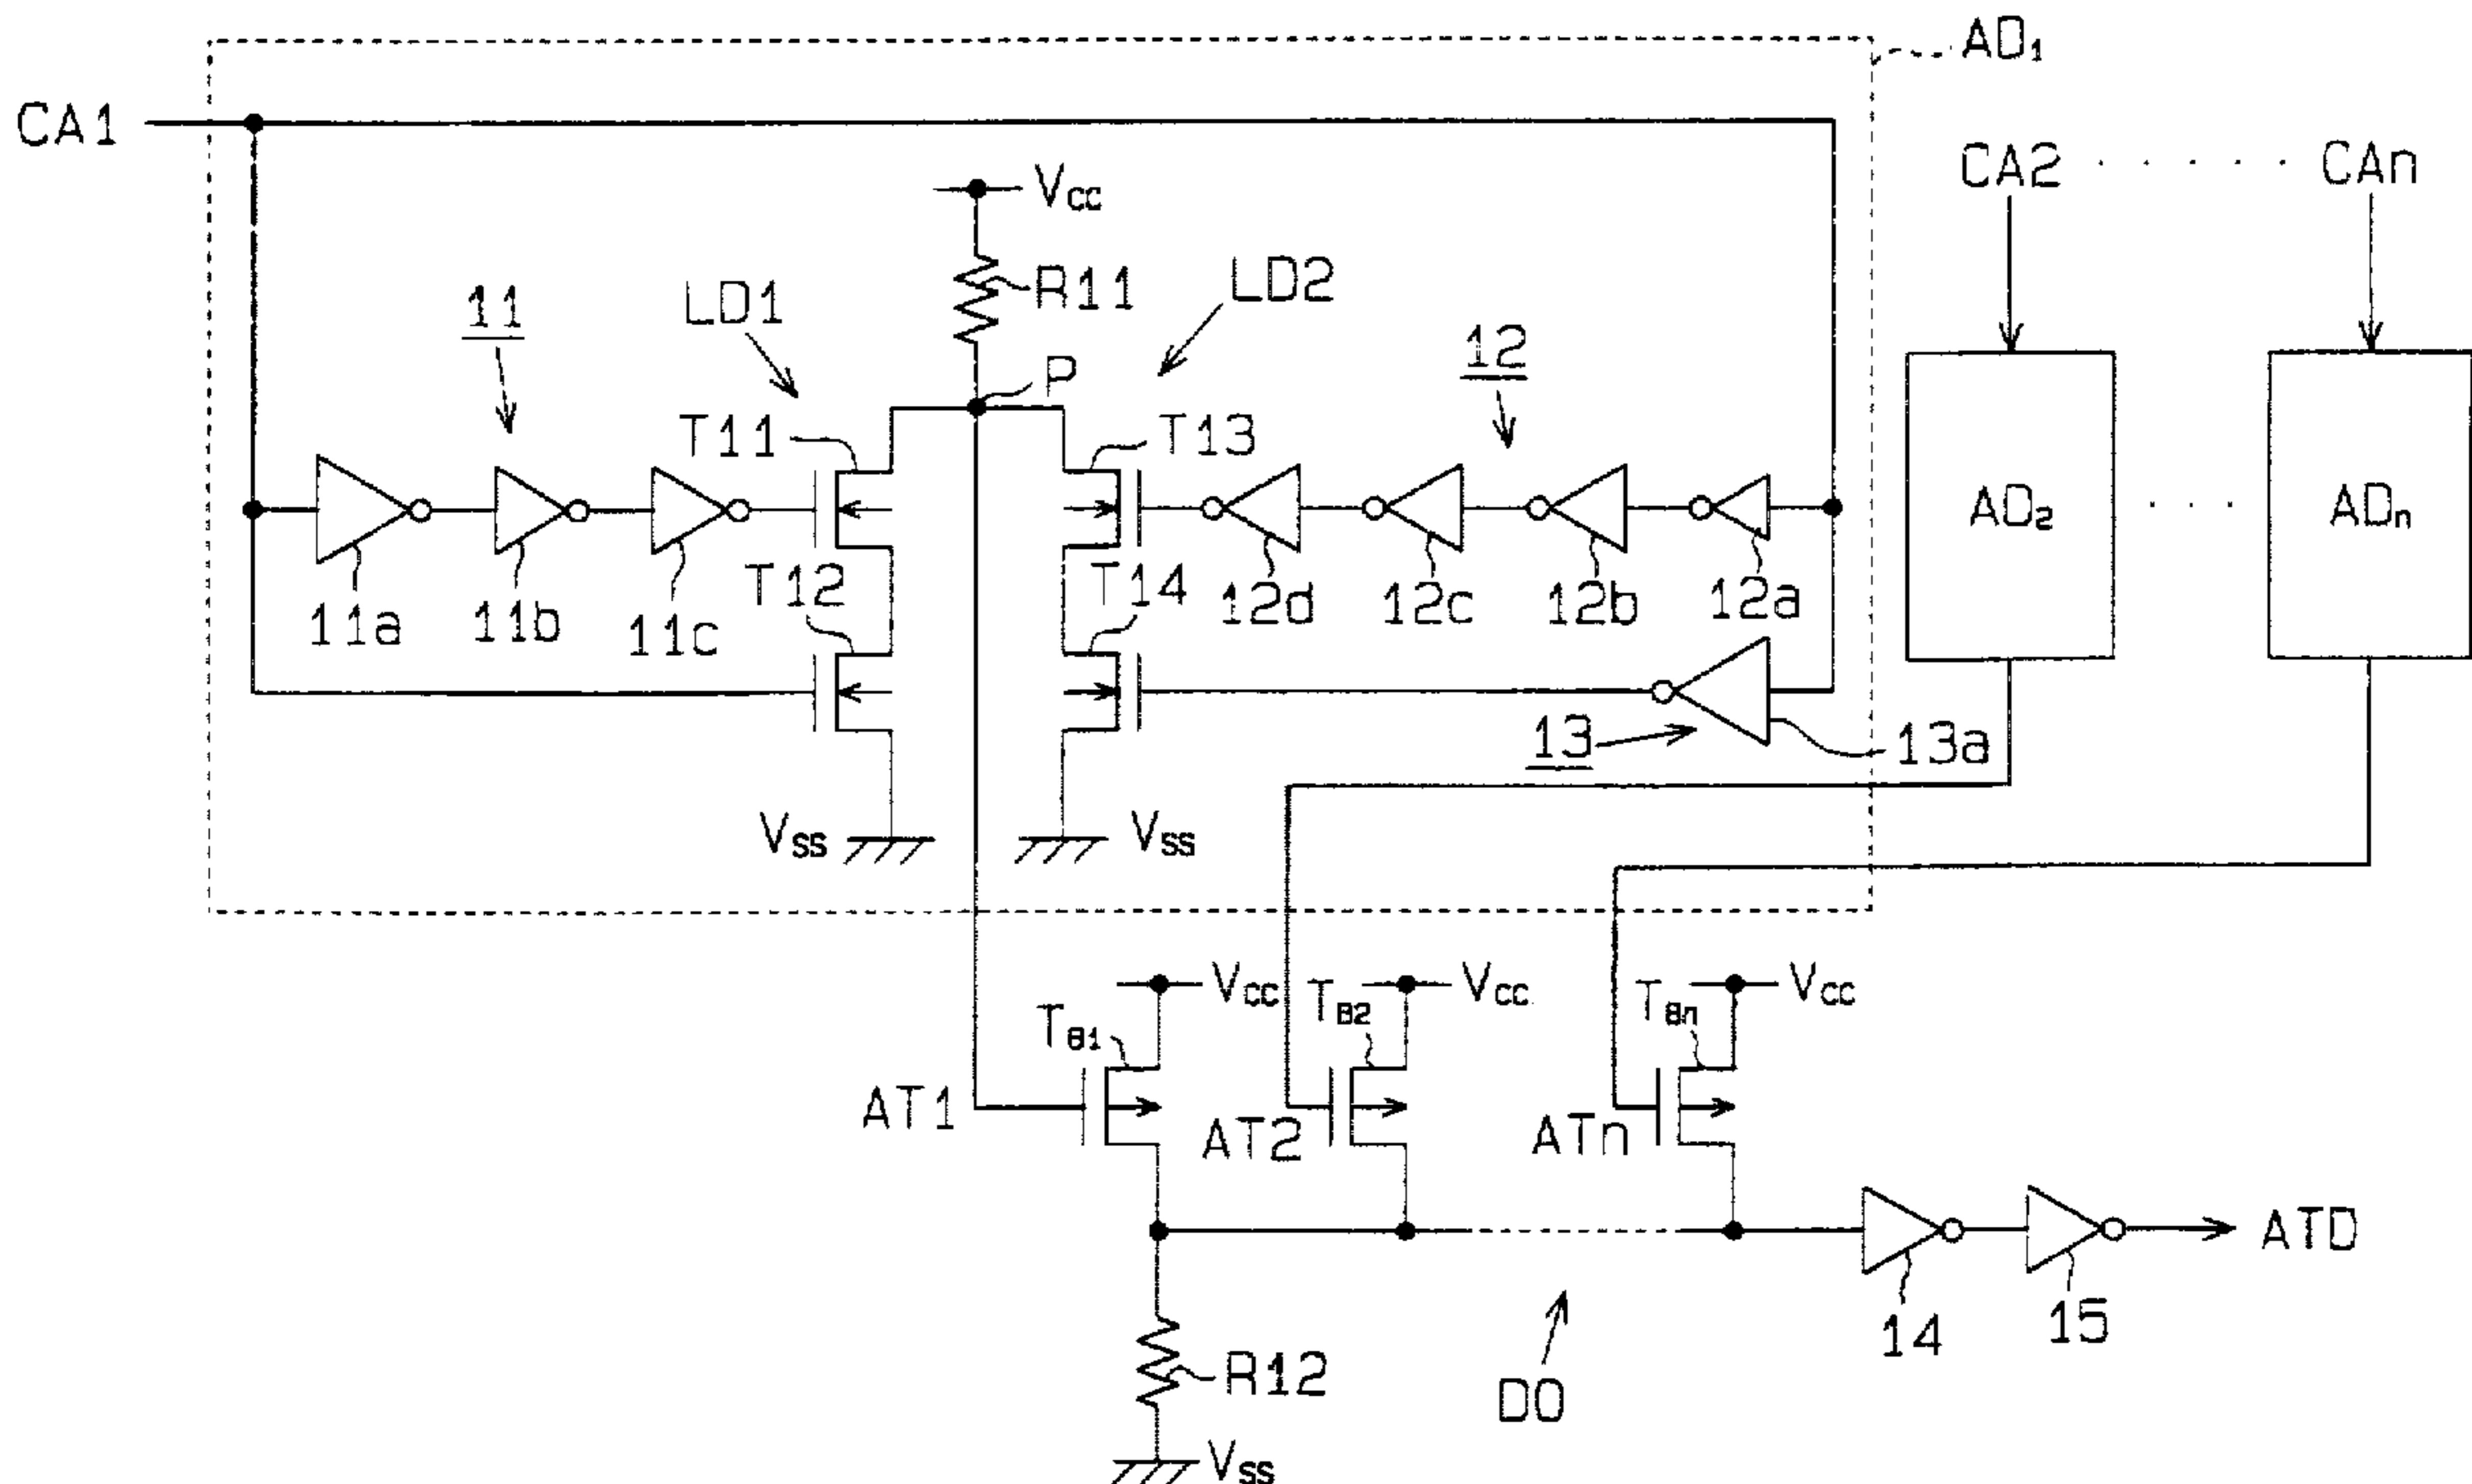 AD₁
CA1
Vcc
CA2 · · · · · CAn
R11
LD1
LD2
11
12
P
T11
T13
AD₂ · · · ADn
T12
T14
11a
11b
11c
12d
12c
12b
12a
13
13a
Vss
Vss
Vcc
Vcc
Vcc
TB1
TB2
TBn
AT1
AT2
ATn
ATD
14
15
R12
DO
Vss